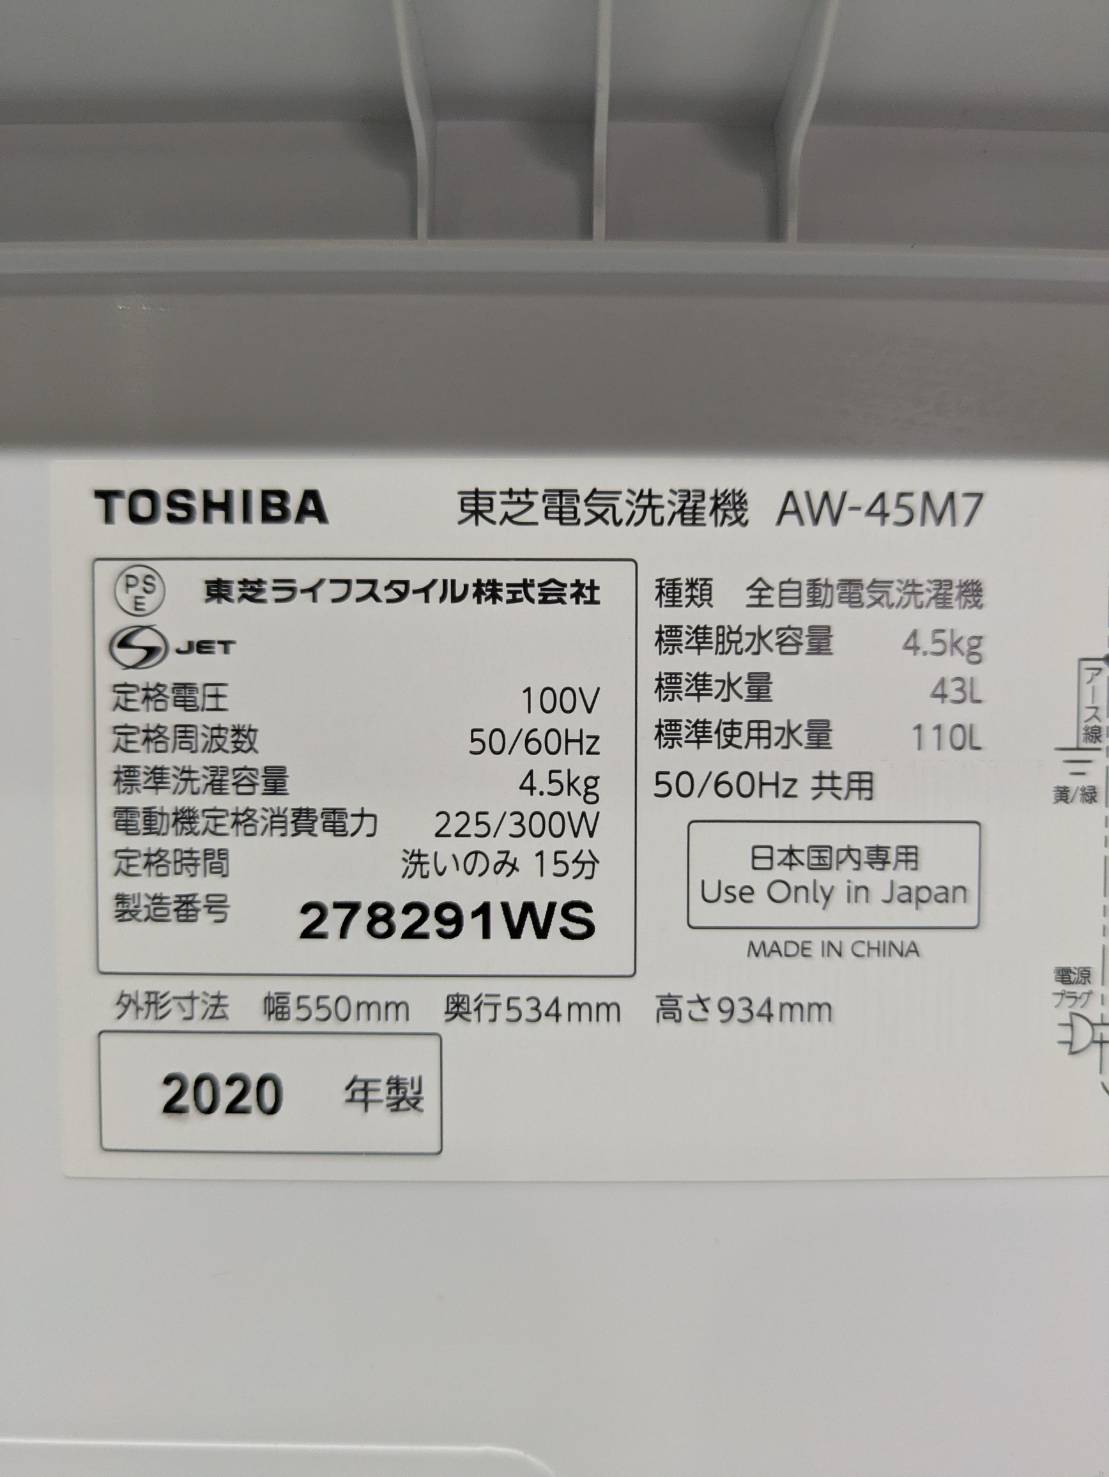 TOSHIBA 東芝電気洗濯機 AW-45M7
PS E 東芝ライフスタイル株式会社
S JET
定格電圧 100V
定格周波数 50/60Hz
標準洗濯容量 4.5kg
電動機定格消費電力 225/300W
定格時間 洗いのみ 15分
製造番号 278291WS
種類 全自動電気洗濯機
標準脱水容量 4.5kg
標準水量 43L
標準使用水量 110L
50/60Hz 共用
日本国内専用
Use Only in Japan
MADE IN CHINA
外形寸法 幅550mm 奥行534mm 高さ934mm
2020 年製
アース線
黄/緑
電源
プラグ